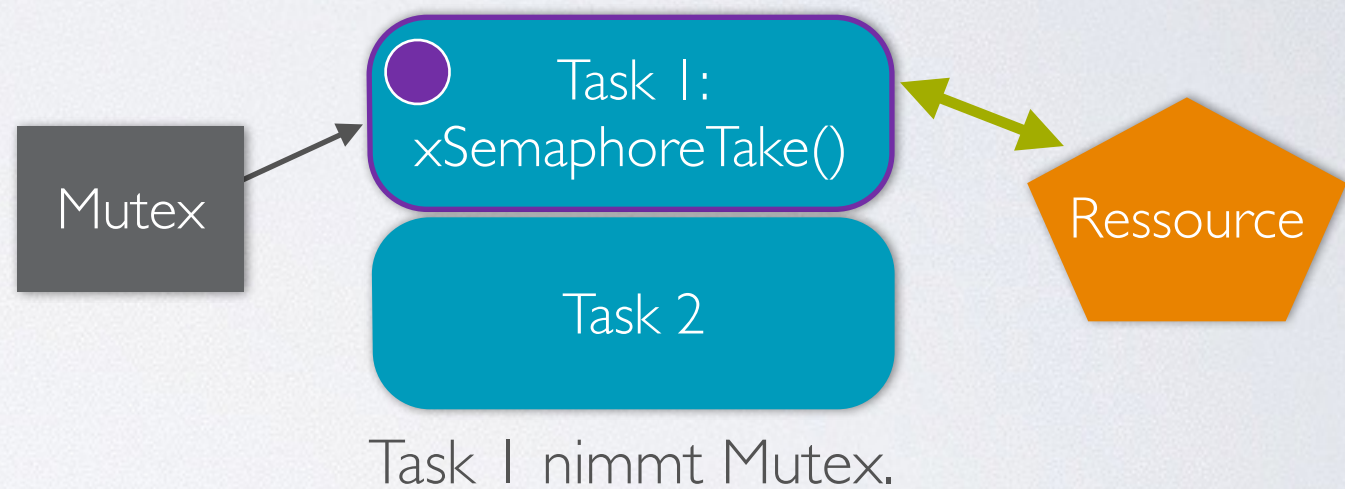 Task 1:
xSemaphoreTake()
Mutex
Ressource
Task 2
Task 1 nimmt Mutex.